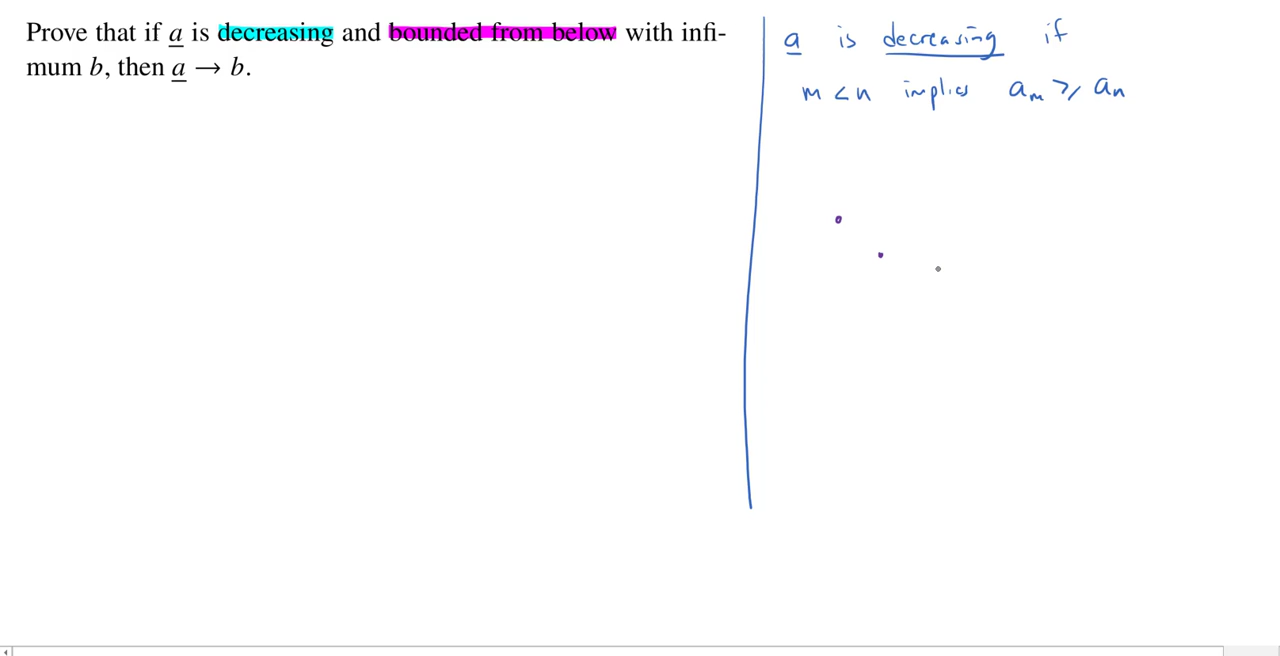 Prove that if a is decreasing and bounded from below with infi-
mum b, then a → b.
a is decreasing if
m < n implies am ≥ an